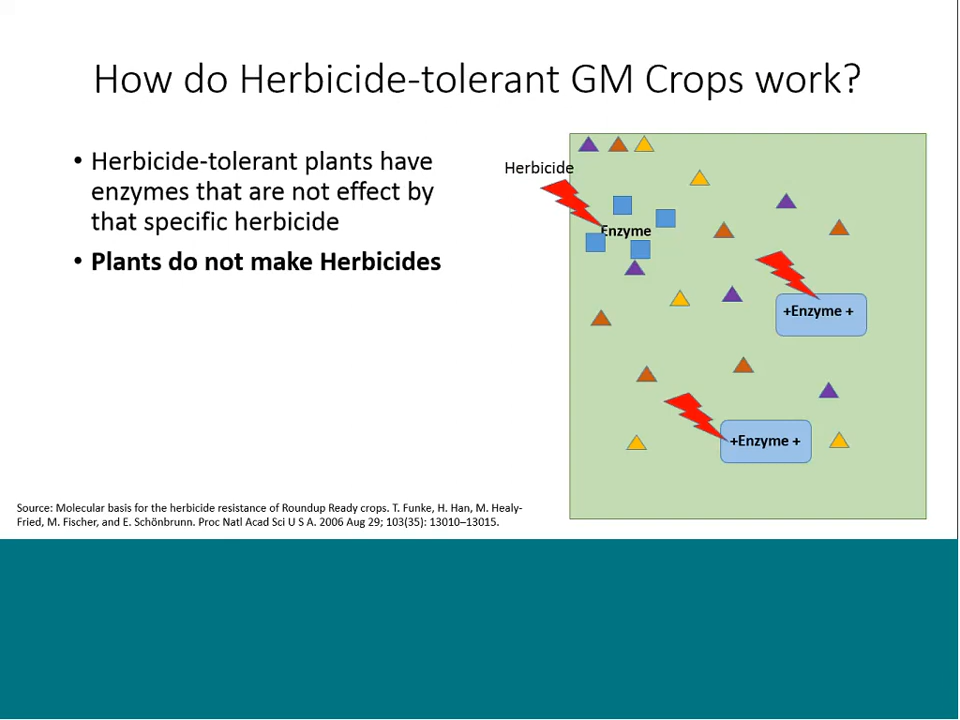 How do Herbicide-tolerant GM Crops work?
• Herbicide-tolerant plants have
enzymes that are not effect by
that specific herbicide
• Plants do not make Herbicides
Herbicide
Enzyme
+Enzyme +
+Enzyme +
Source: Molecular basis for the herbicide resistance of Roundup Ready crops. T. Funke, H. Han, M. Healy-
Fried, M. Fischer, and E. Schönbrunn. Proc Natl Acad Sci U S A. 2006 Aug 29; 103(35): 13010–13015.